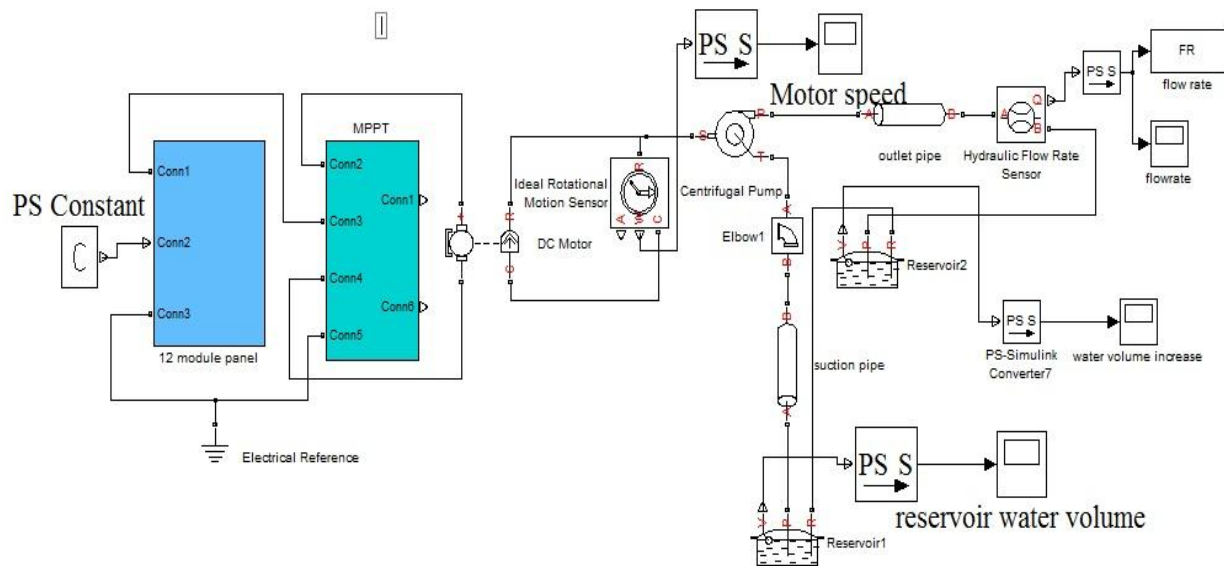 PS S
FR
flow rate
PS S
Motor speed
P
A
B
A
Q
B
outlet pipe
Hydraulic Flow Rate
Sensor
flowrate
MPPT
Conn1
Conn2
Conn3
12 module panel
PS Constant
C
Conn2
Conn1
Conn3
Conn4
Conn6
Conn5
Electrical Reference
+
R
C
DC Motor
Ideal Rotational
Motion Sensor
R
A
W
C
S
T
Centrifugal Pump
A
Elbow1
B
V
P
R
Reservoir2
PS S
PS-Simulink
Converter7
water volume increase
B
suction pipe
A
PS S
reservoir water volume
V
P
R
Reservoir1